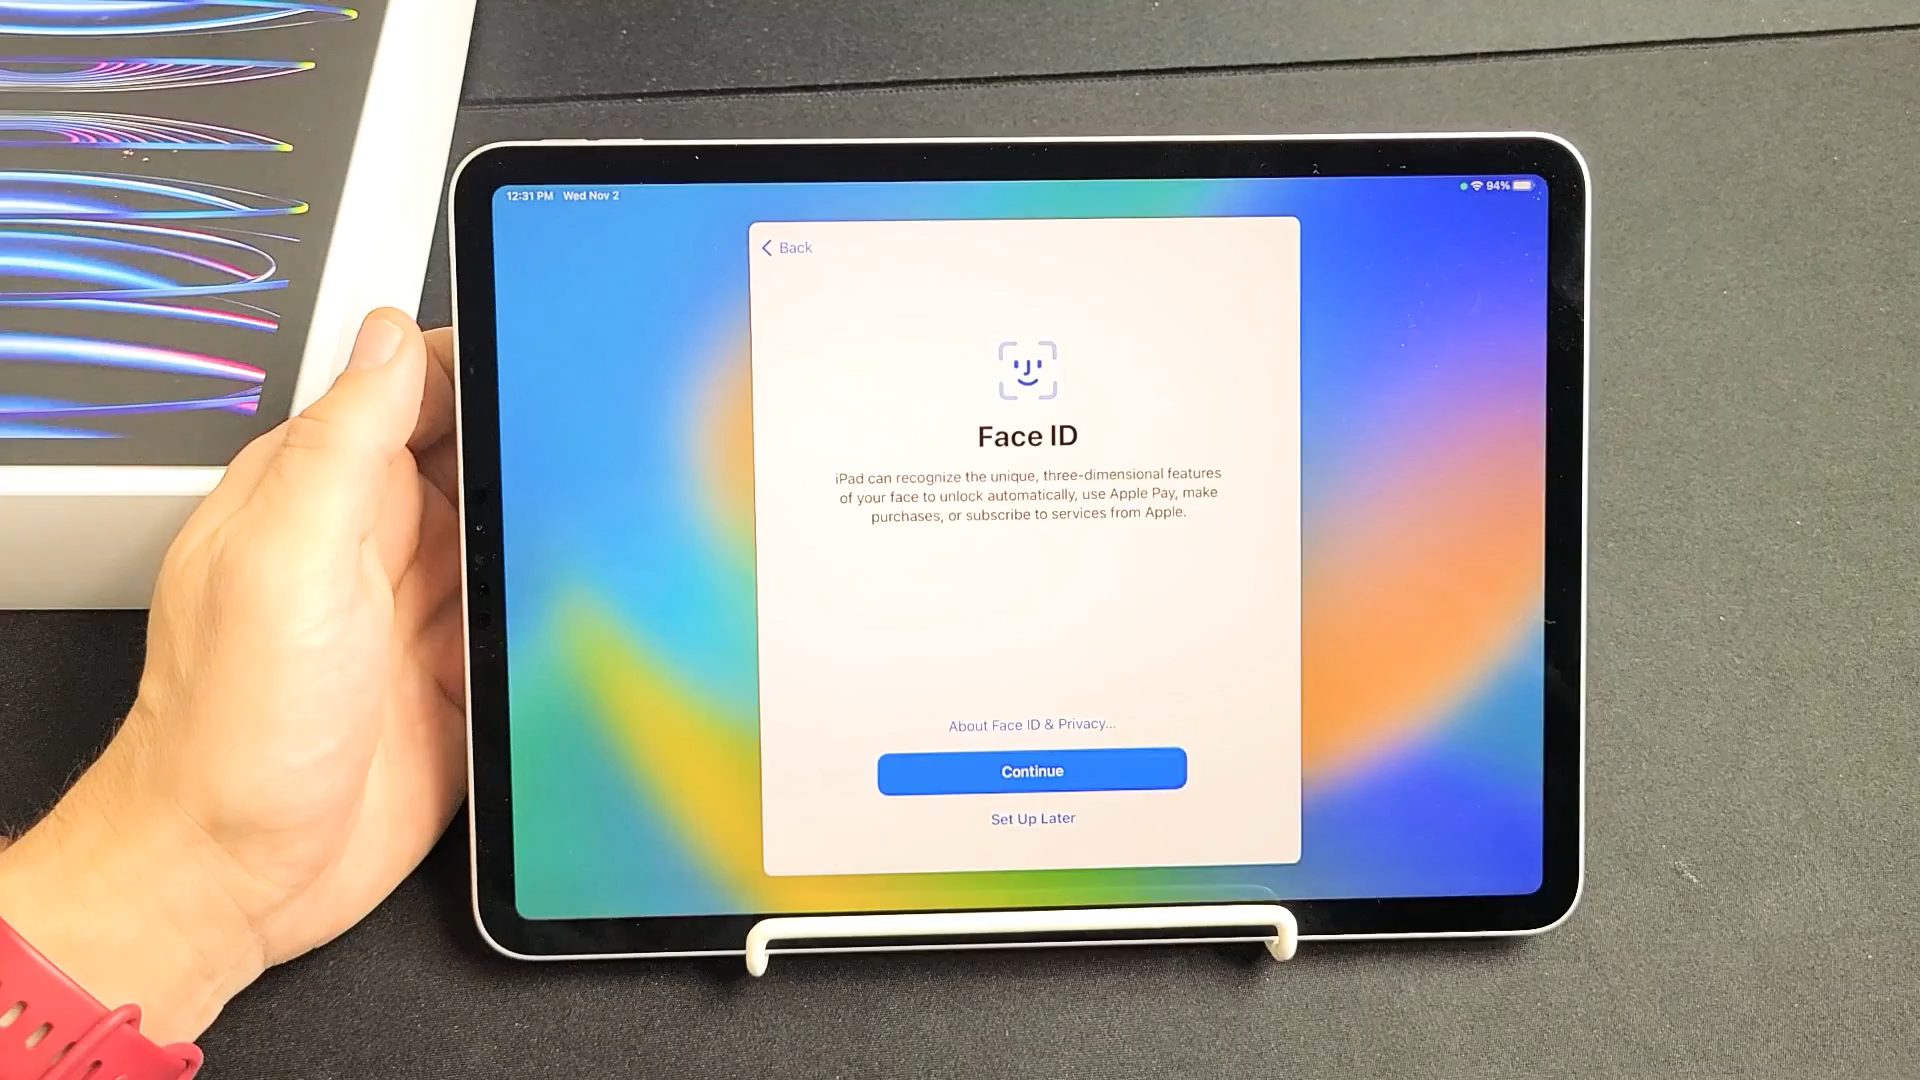 12:31 PM Wed Nov 2
94%
Back
Face ID
iPad can recognize the unique, three-dimensional features
of your face to unlock automatically, use Apple Pay, make
purchases, or subscribe to services from Apple.
About Face ID & Privacy...
Continue
Set Up Later